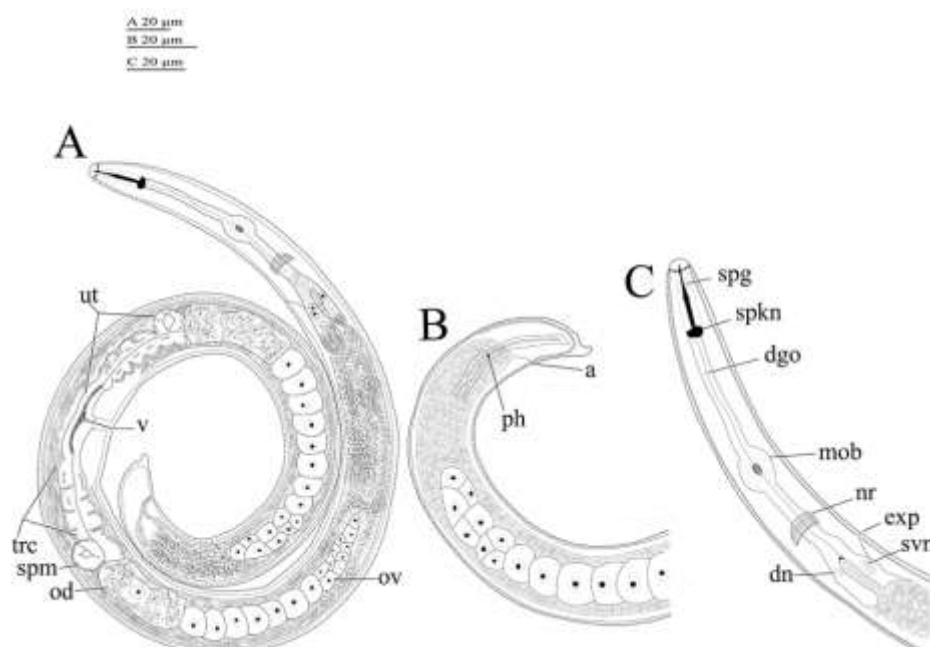 A 20 μm
B 20 μm
C 20 μm
A
ut
v
trc
spm
od
ov
B
a
ph
C
spg
spkn
dgo
mob
nr
exp
svn
dn